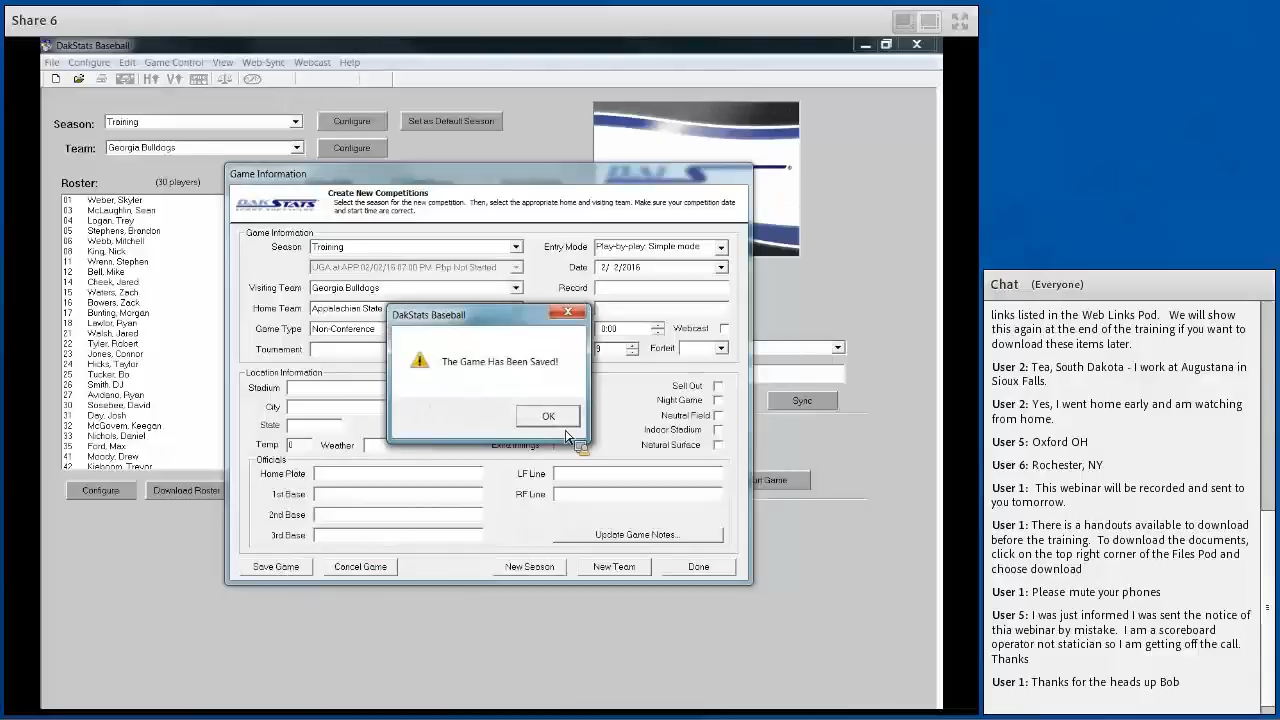 Share 6
DakStats Baseball
File Configure Edit Game Control View Web-Sync Webcast Help
Season: Training Configure Set as Default Season
Team: Georgia Bulldogs Configure
Roster: (30 players)
01 Weber, Skyler
03 McLaughlin, Sean
04 Logan, Trey
05 Stephens, Brandon
06 Webb, Mitchell
08 King, Nick
11 Wrenn, Stephen
12 Bell, Mike
14 Cheek, Jared
15 Waters, Zach
16 Bowers, Zack
17 Bunting, Morgan
18 Lawlor, Ryan
21 Walsh, Jared
22 Tyler, Robert
23 Jones, Connor
24 Hicks, Taylor
25 Tucker, Bo
26 Smith, DJ
27 Avidano, Ryan
30 Sosebee, David
31 Day, Josh
32 McGavern, Keegan
33 Nichols, Daniel
35 Ford, Max
41 Moody, Drew
42 Kieboom, Trevor
Configure Download Roster
Sync
Game Information
DAKSTATS
Create New Competitions
Select the season for the new competition. Then, select the appropriate home and visiting team. Make sure your competition date
and start time are correct.
Game Information
Season Training Entry Mode Play-by-play: Simple mode
UGA at APP 02/02/16 07:00 PM Pbp Not Started Date 2/ 2/2016
Visiting Team Georgia Bulldogs Record
Home Team Appalachian State
Game Type Non-Conference 0:00 Webcast
Tournament 9 Forfeit
Location Information
Stadium Sell Out
City Night Game
State Neutral Field
Indoor Stadium
Temp 0 Weather Extra Innings Natural Surface
Officials
Home Plate LF Line
1st Base RF Line
2nd Base
3rd Base Update Game Notes...
Save Game Cancel Game New Season New Team Done
DakStats Baseball
The Game Has Been Saved!
OK
Chat (Everyone)
links listed in the Web Links Pod. We will show
this again at the end of the training if you want to
download these items later.
User 2: Tea, South Dakota - I work at Augustana in
Sioux Falls.
User 2: Yes, I went home early and am watching
from home.
User 5: Oxford OH
User 6: Rochester, NY
User 1: This webinar will be recorded and sent to
you tomorrow.
User 1: There is a handouts available to download
before the training. To download the documents,
click on the top right corner of the Files Pod and
choose download
User 1: Please mute your phones
User 5: I was just informed I was sent the notice of
thia webinar by mistake. I am a scoreboard
operator not statician so I am getting off the call.
Thanks
User 1: Thanks for the heads up Bob